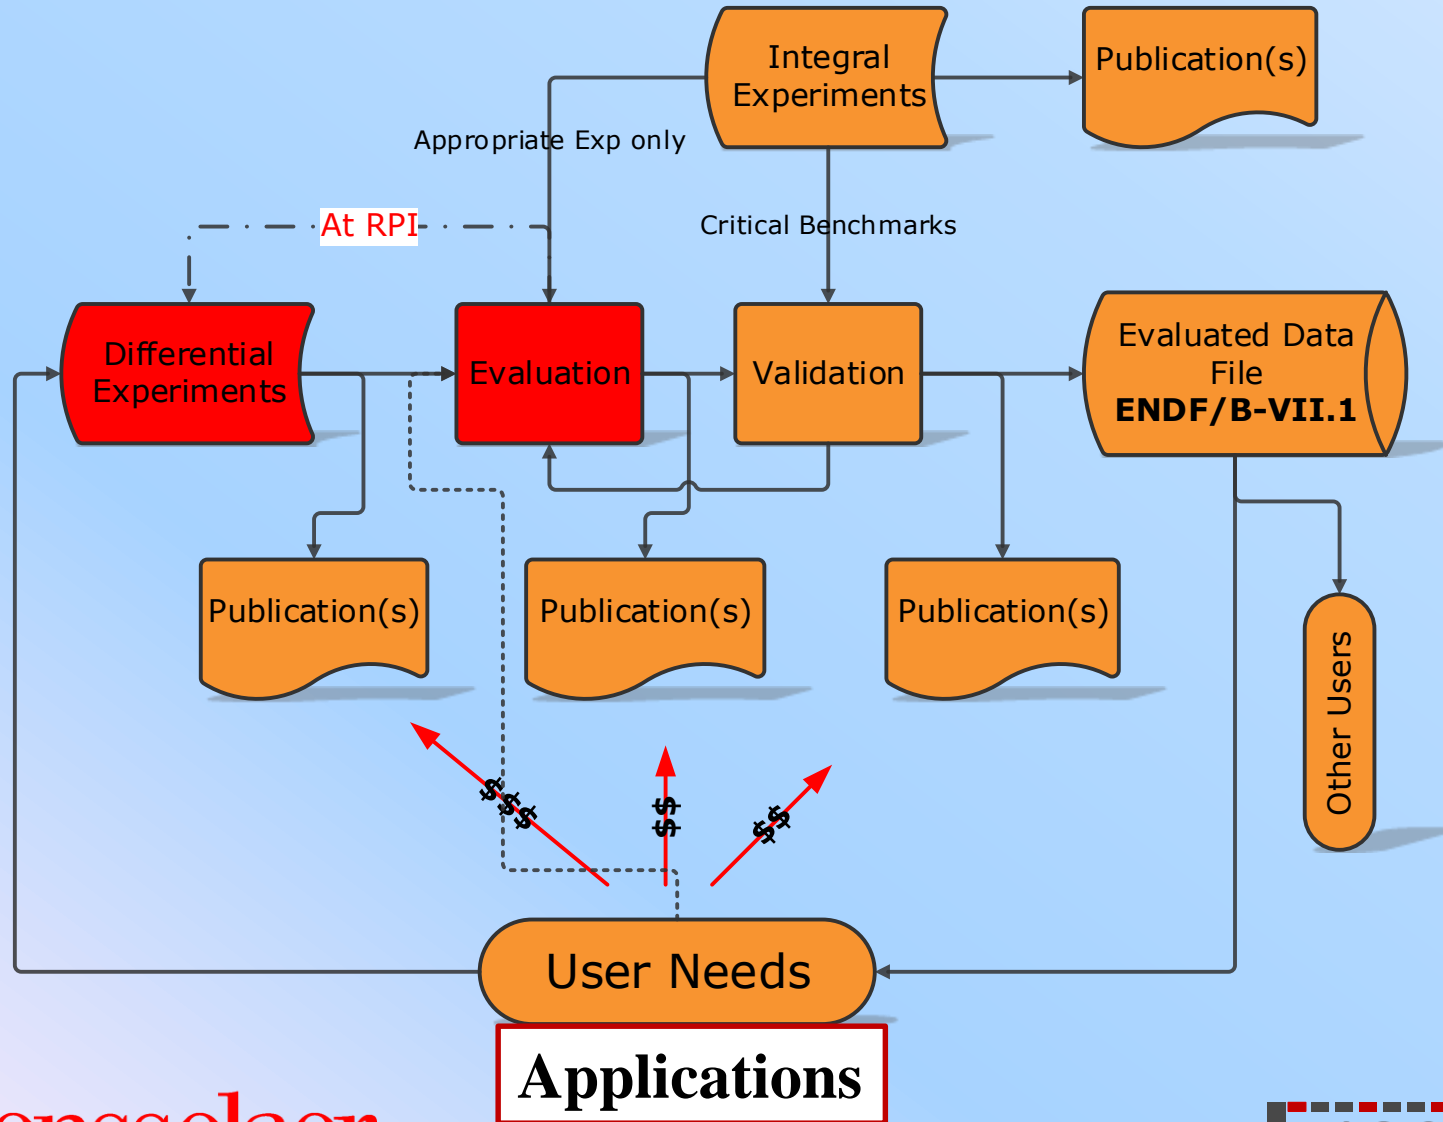 Integral
Experiments
Publication(s)
Appropriate Exp only
At RPI
Critical Benchmarks
Differential
Experiments
Evaluation
Validation
Evaluated Data
File
ENDF/B-VII.1
Publication(s)
Publication(s)
Publication(s)
Other Users
$$$
$$
$$
User Needs
Applications